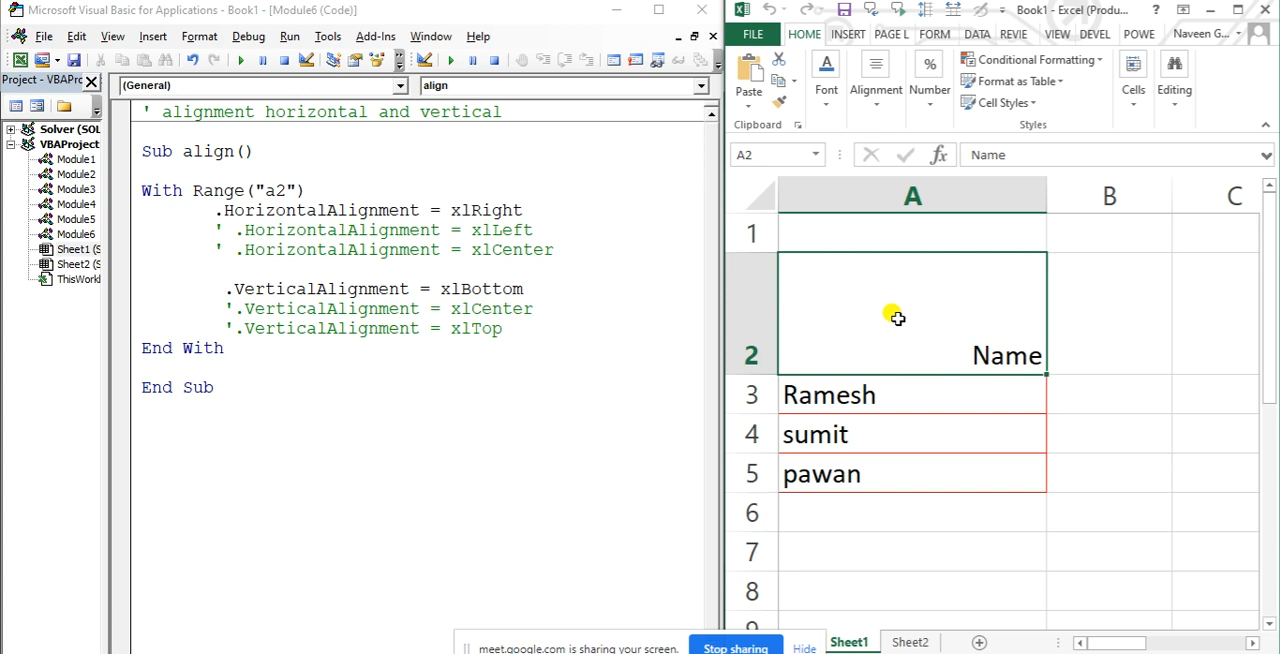 Microsoft Visual Basic for Applications - Book1 - [Module6 (Code)]
File Edit View Insert Format Debug Run Tools Add-Ins Window Help
Project - VBAPro
(General)
align
Solver (SOL
VBAProject
Module1
Module2
Module3
Module4
Module5
Module6
Sheet1 (S
Sheet2 (S
ThisWorkl
' alignment horizontal and vertical
Sub align()
With Range("a2")
.HorizontalAlignment = xlRight
' .HorizontalAlignment = xlLeft
' .HorizontalAlignment = xlCenter
.VerticalAlignment = xlBottom
'.VerticalAlignment = xlCenter
'.VerticalAlignment = xlTop
End With
End Sub
Book1 - Excel (Produ...
FILE HOME INSERT PAGE L FORM DATA REVIE VIEW DEVEL POWE Naveen G...
Paste
Clipboard
Font
Alignment
%
Number
Conditional Formatting
Format as Table
Cell Styles
Styles
Cells
Editing
A2
fx
Name
A B C
1
2 Name
3 Ramesh
4 sumit
5 pawan
6
7
8
9
Sheet1 Sheet2
meet.google.com is sharing your screen. Stop sharing Hide